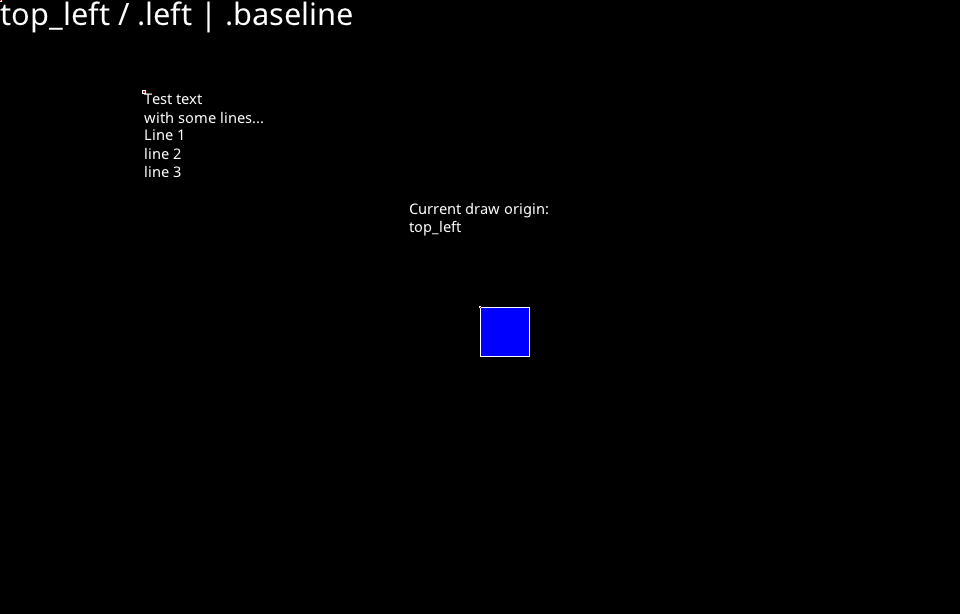 top_left / .left | .baseline
Test text
with some lines...
Line 1
line 2
line 3
Current draw origin:
top_left